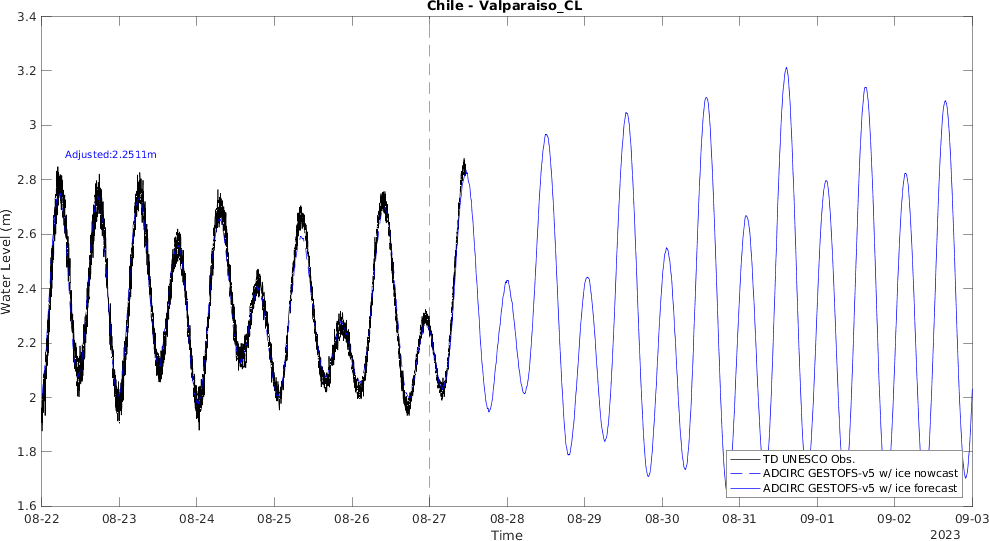 Chile - Valparaiso_CL
3.4
3.2
3
2.8
2.6
2.4
2.2
2
1.8
1.6
Water Level (m)
Adjusted:2.2511m
TD UNESCO Obs.
ADCIRC GESTOFS-v5 w/ ice nowcast
ADCIRC GESTOFS-v5 w/ ice forecast
08-22 08-23 08-24 08-25 08-26 08-27 08-28 08-29 08-30 08-31 09-01 09-02 09-03
Time
2023